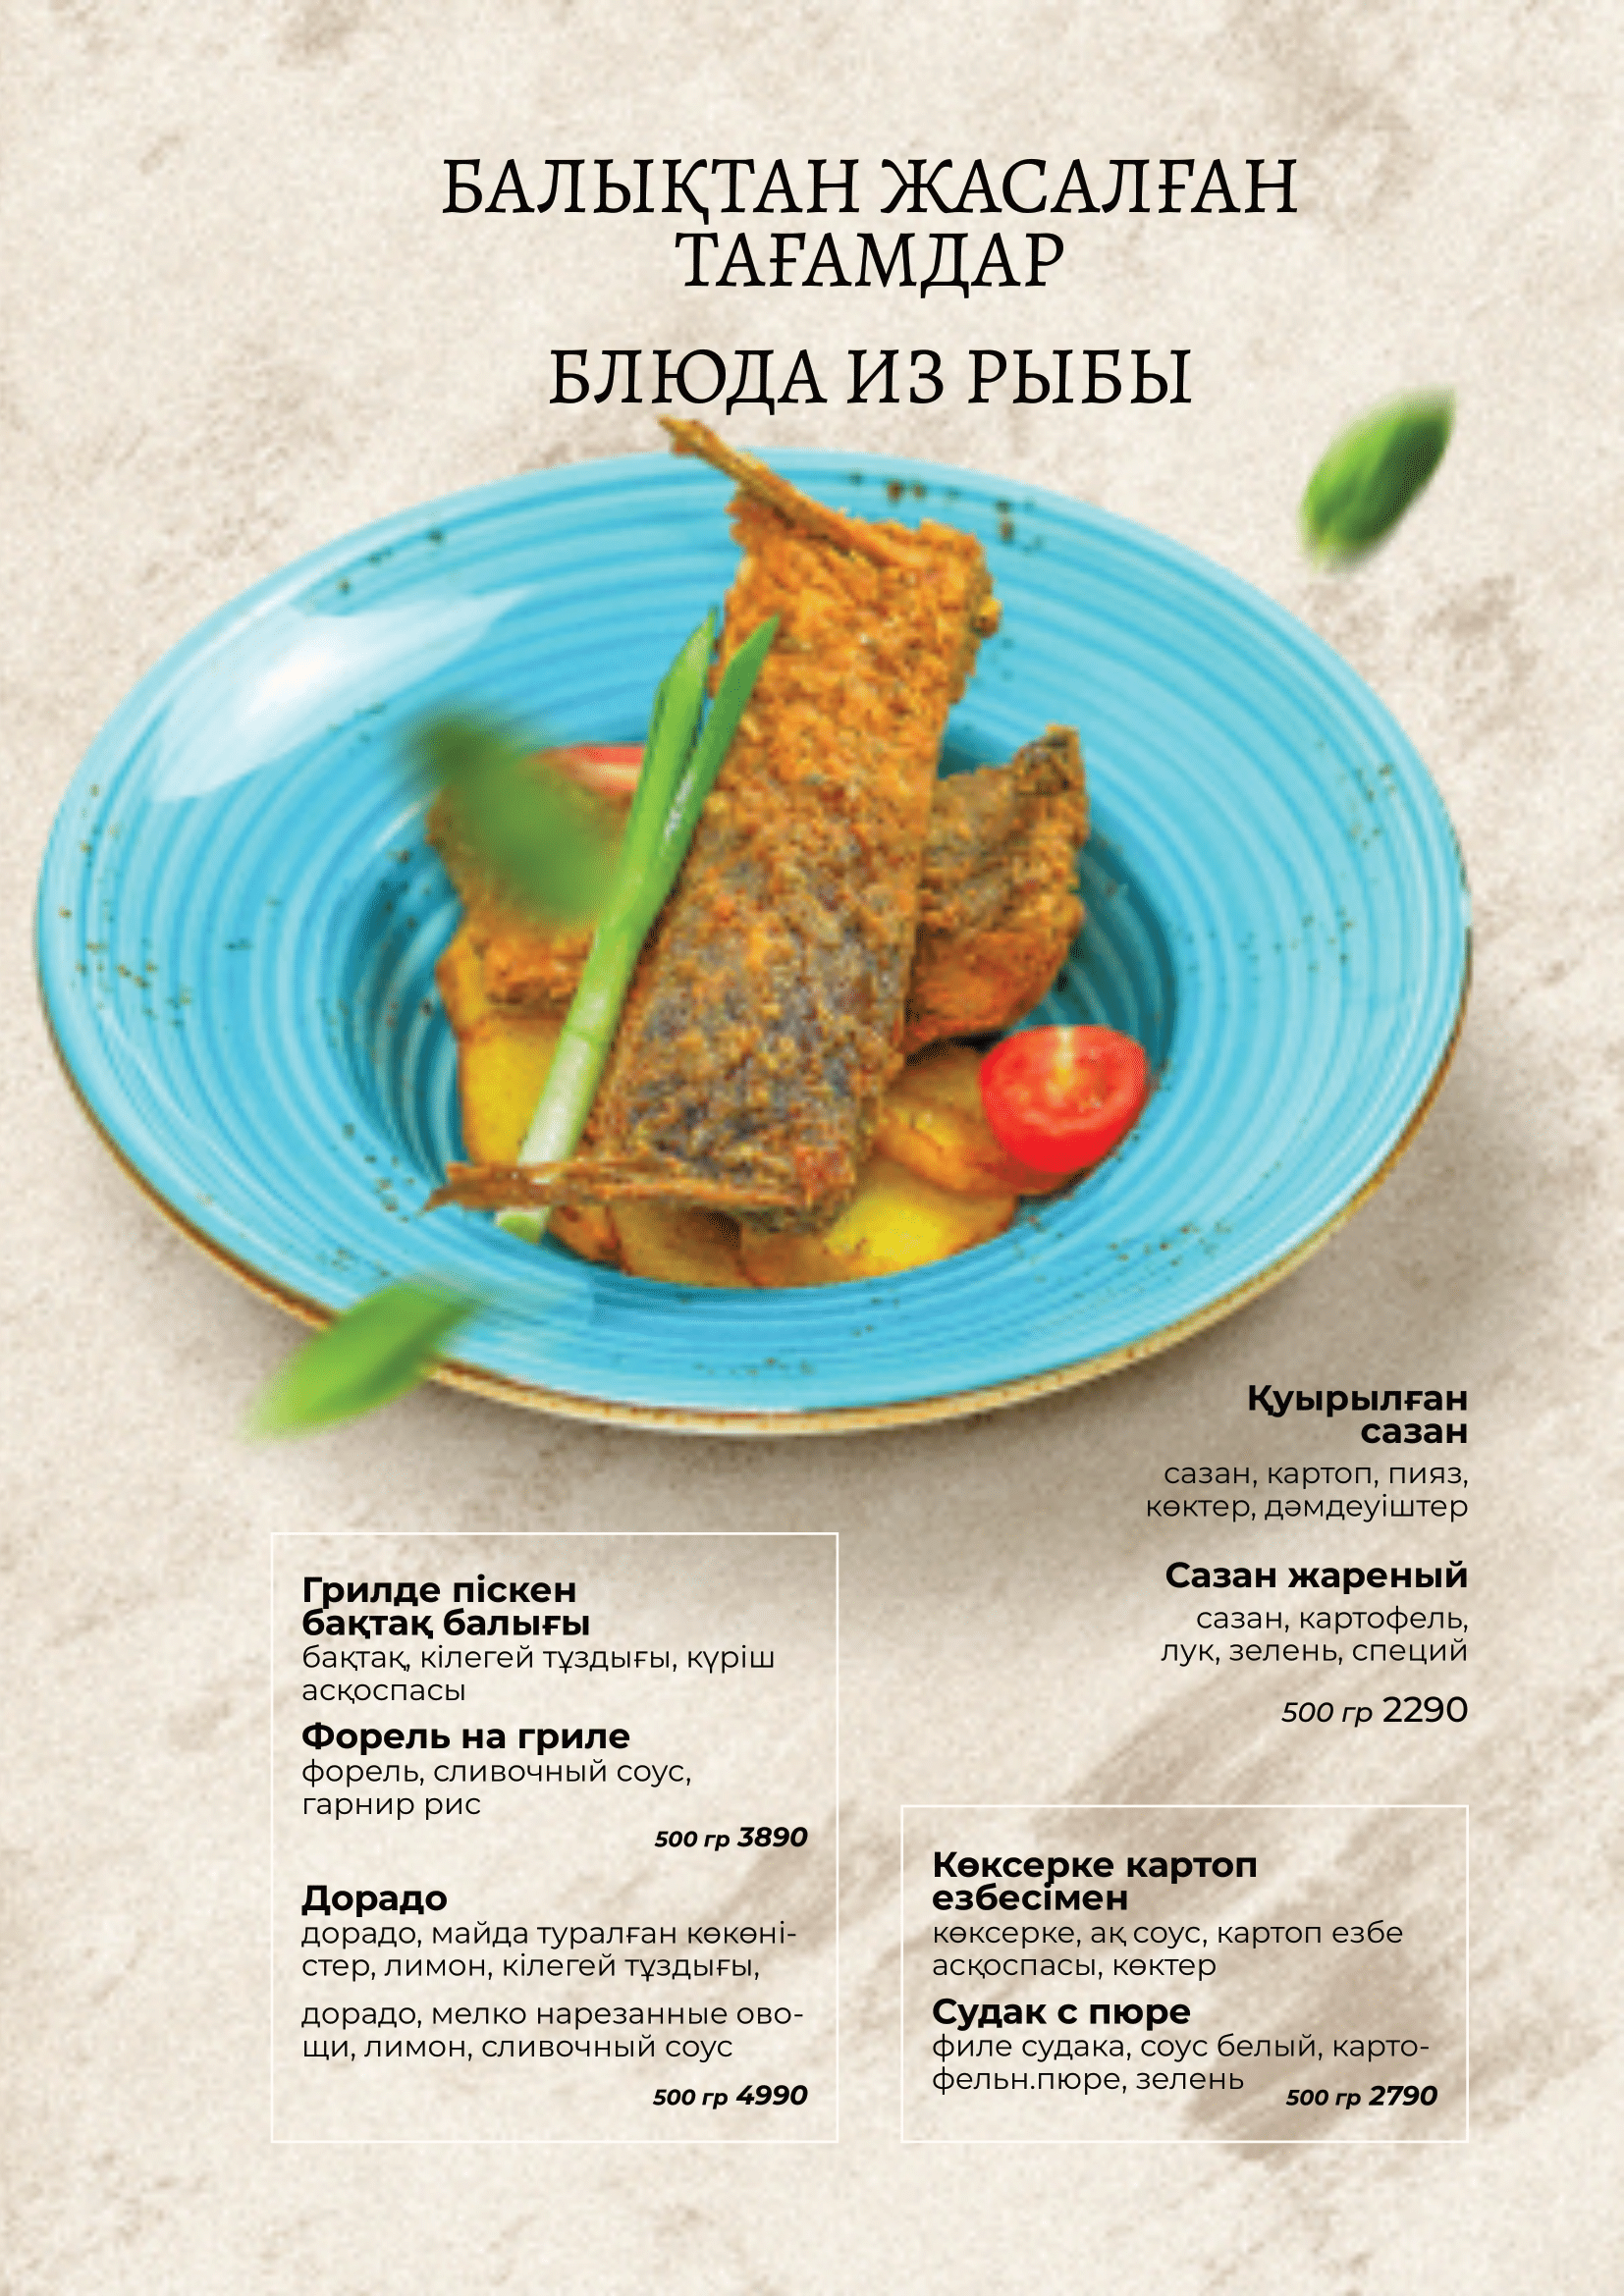 БАЛЫҚТАН ЖАСАЛҒАН
ТАҒАМДАР
БЛЮДА ИЗ РЫБЫ
Қуырылған
сазан
сазан, картоп, пияз,
көктер, дәмдеуіштер
Сазан жареный
сазан, картофель,
лук, зелень, специй
500 гр 2290
Грилде піскен
бақтақ балығы
бақтақ, кілегей тұздығы, күріш
асқоспасы
Форель на гриле
форель, сливочный соус,
гарнир рис
500 гр 3890
Дорадо
дорадо, майда туралған көкөні-
стер, лимон, кілегей тұздығы,
дорадо, мелко нарезанные ово-
щи, лимон, сливочный соус
500 гр 4990
Көксерке картоп
езбесімен
көксерке, ақ соус, картоп езбе
асқоспасы, көктер
Судак с пюре
филе судака, соус белый, карто-
фельн.пюре, зелень
500 гр 2790